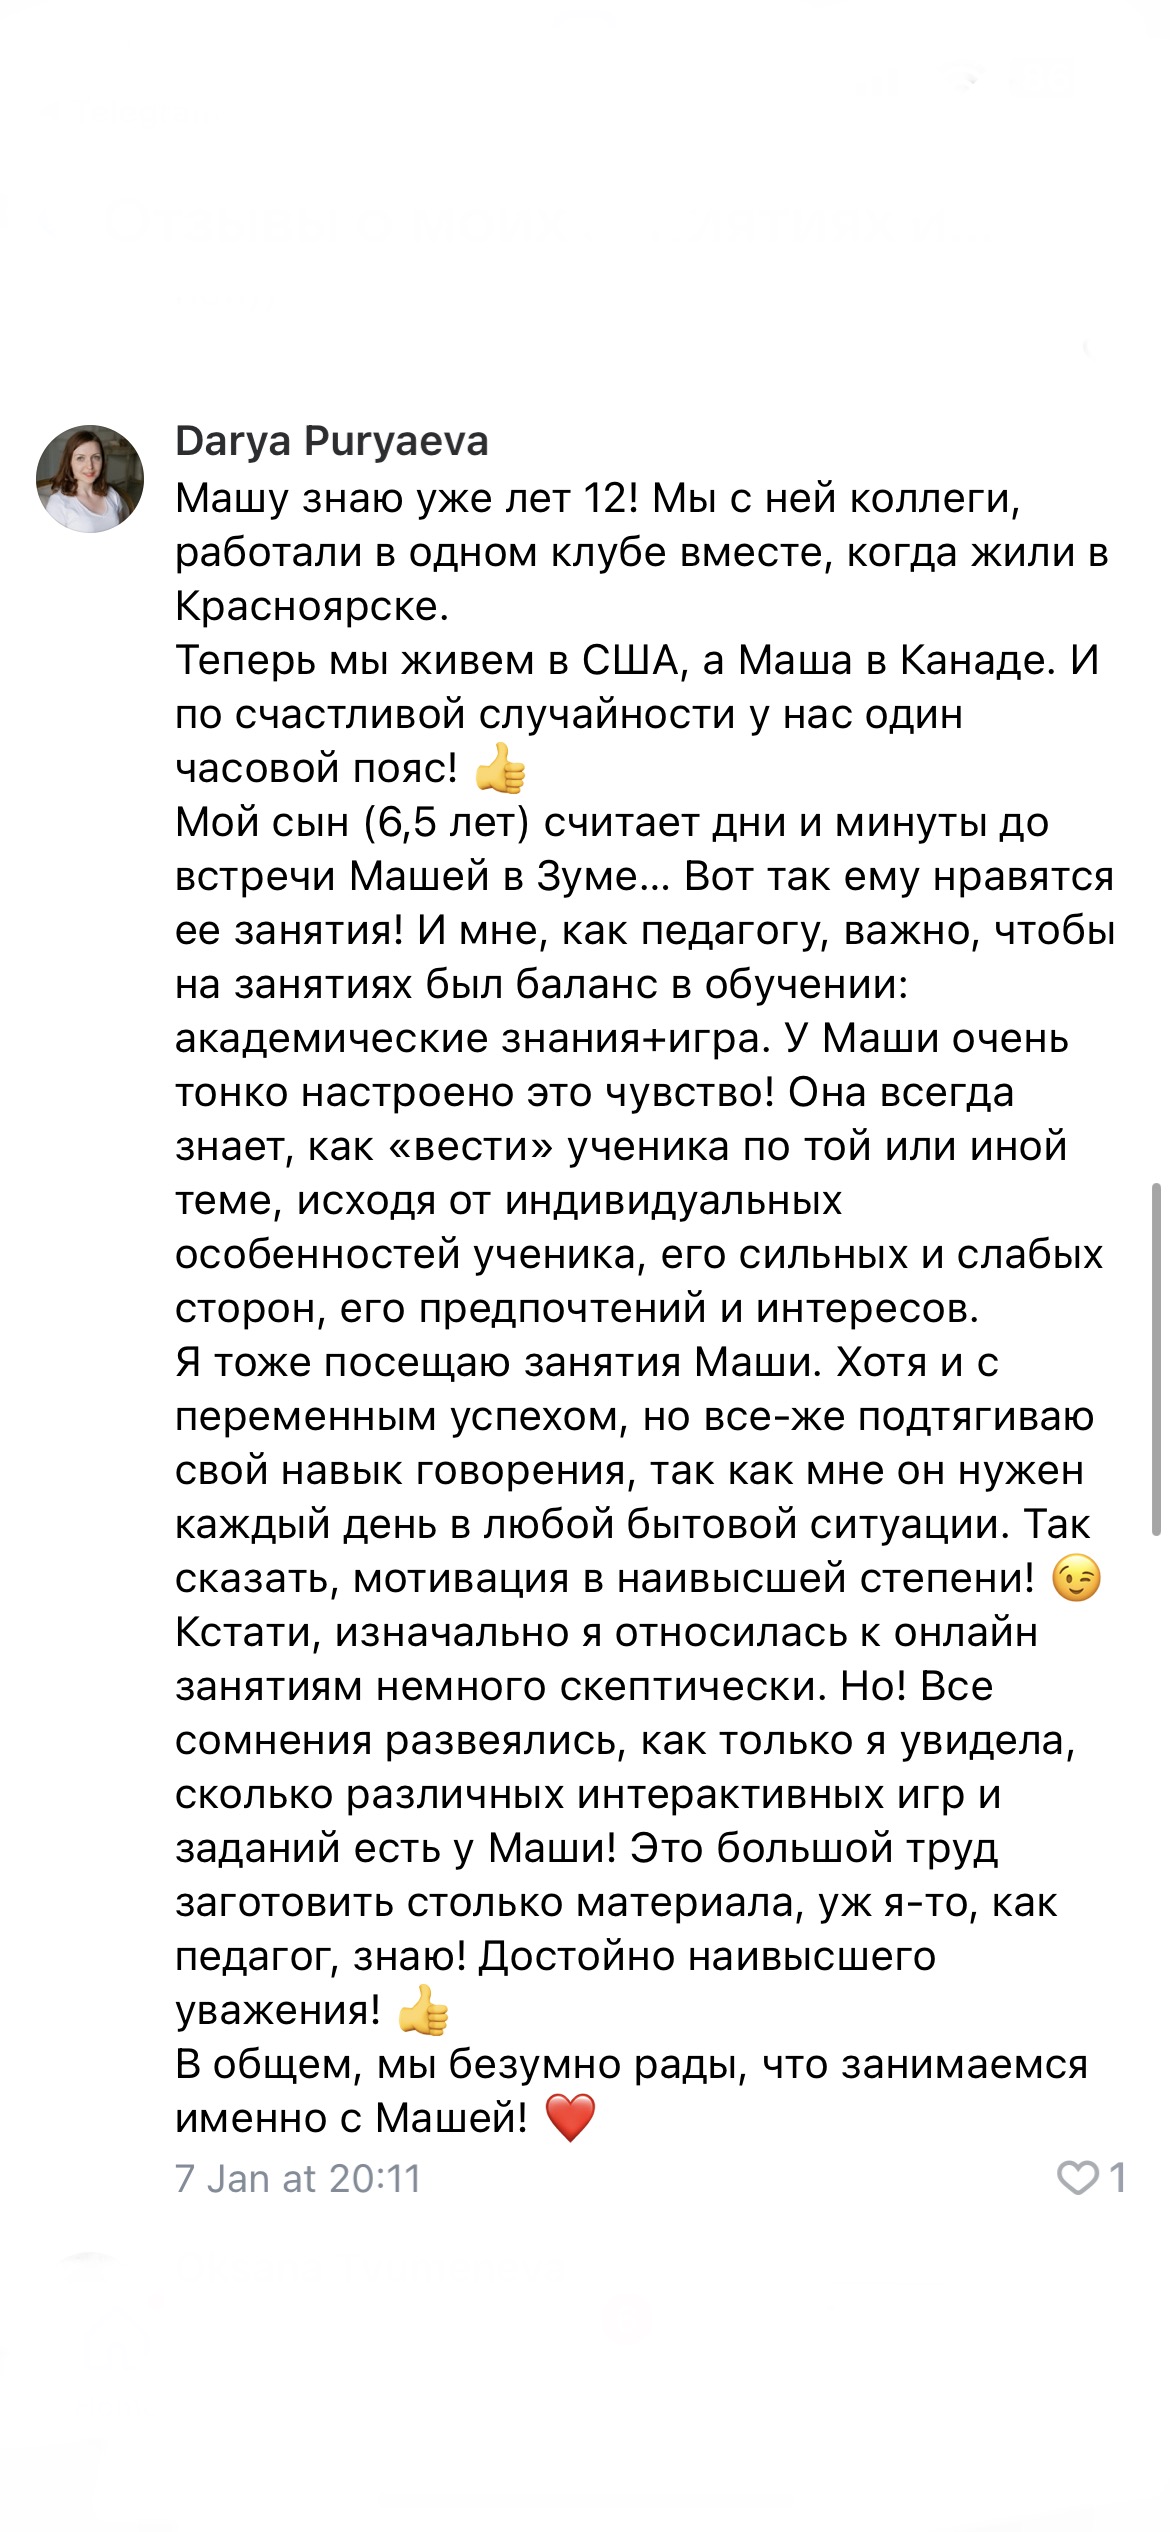 Darya Puryaeva
Машу знаю уже лет 12! Мы с ней коллеги,
работали в одном клубе вместе, когда жили в
Красноярске.
Теперь мы живем в США, а Маша в Канаде. И
по счастливой случайности у нас один
часовой пояс! 👍
Мой сын (6,5 лет) считает дни и минуты до
встречи Машей в Зуме... Вот так ему нравятся
ее занятия! И мне, как педагогу, важно, чтобы
на занятиях был баланс в обучении:
академические знания+игра. У Маши очень
тонко настроено это чувство! Она всегда
знает, как «вести» ученика по той или иной
теме, исходя от индивидуальных
особенностей ученика, его сильных и слабых
сторон, его предпочтений и интересов.
Я тоже посещаю занятия Маши. Хотя и с
переменным успехом, но все-же подтягиваю
свой навык говорения, так как мне он нужен
каждый день в любой бытовой ситуации. Так
сказать, мотивация в наивысшей степени! 😉
Кстати, изначально я относилась к онлайн
занятиям немного скептически. Но! Все
сомнения развеялись, как только я увидела,
сколько различных интерактивных игр и
заданий есть у Маши! Это большой труд
заготовить столько материала, уж я-то, как
педагог, знаю! Достойно наивысшего
уважения! 👍
В общем, мы безумно рады, что занимаемся
именно с Машей! ❤️
7 Jan at 20:11
1